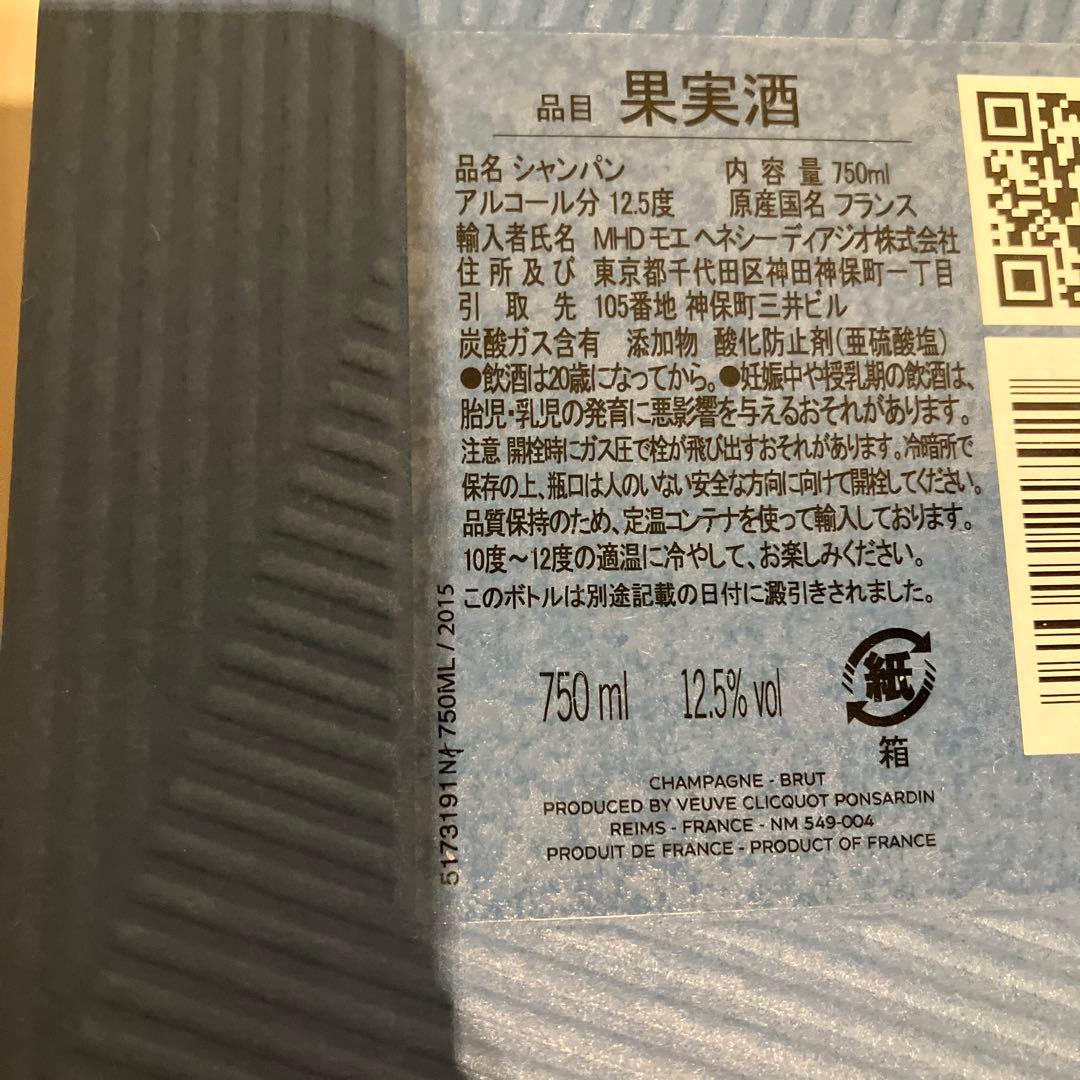 品目 果実酒
品名 シャンパン 内容量 750ml
アルコール分 12.5度 原産国名 フランス
輸入者氏名 MHD モエ ヘネシー ディアジオ株式会社
住所及び 東京都千代田区神田神保町一丁目
引取先 105番地 神保町三井ビル
炭酸ガス含有 添加物 酸化防止剤(亜硫酸塩)
●飲酒は20歳になってから。●妊娠中や授乳期の飲酒は、
胎児・乳児の発育に悪影響を与えるおそれがあります。
注意 開栓時にガス圧で栓が飛び出すおそれがあります。冷暗所で
保存の上、瓶口は人のいない安全な方向に向けて開栓してください。
品質保持のため、定温コンテナを使って輸入しております。
10度〜12度の適温に冷やして、お楽しみください。
このボトルは別途記載の日付に澱引きされました。
750 ml 12.5% vol
紙
箱
CHAMPAGNE - BRUT
PRODUCED BY VEUVE CLICQUOT PONSARDIN
REIMS - FRANCE - NM 549-004
PRODUIT DE FRANCE - PRODUCT OF FRANCE
750ML / 2015